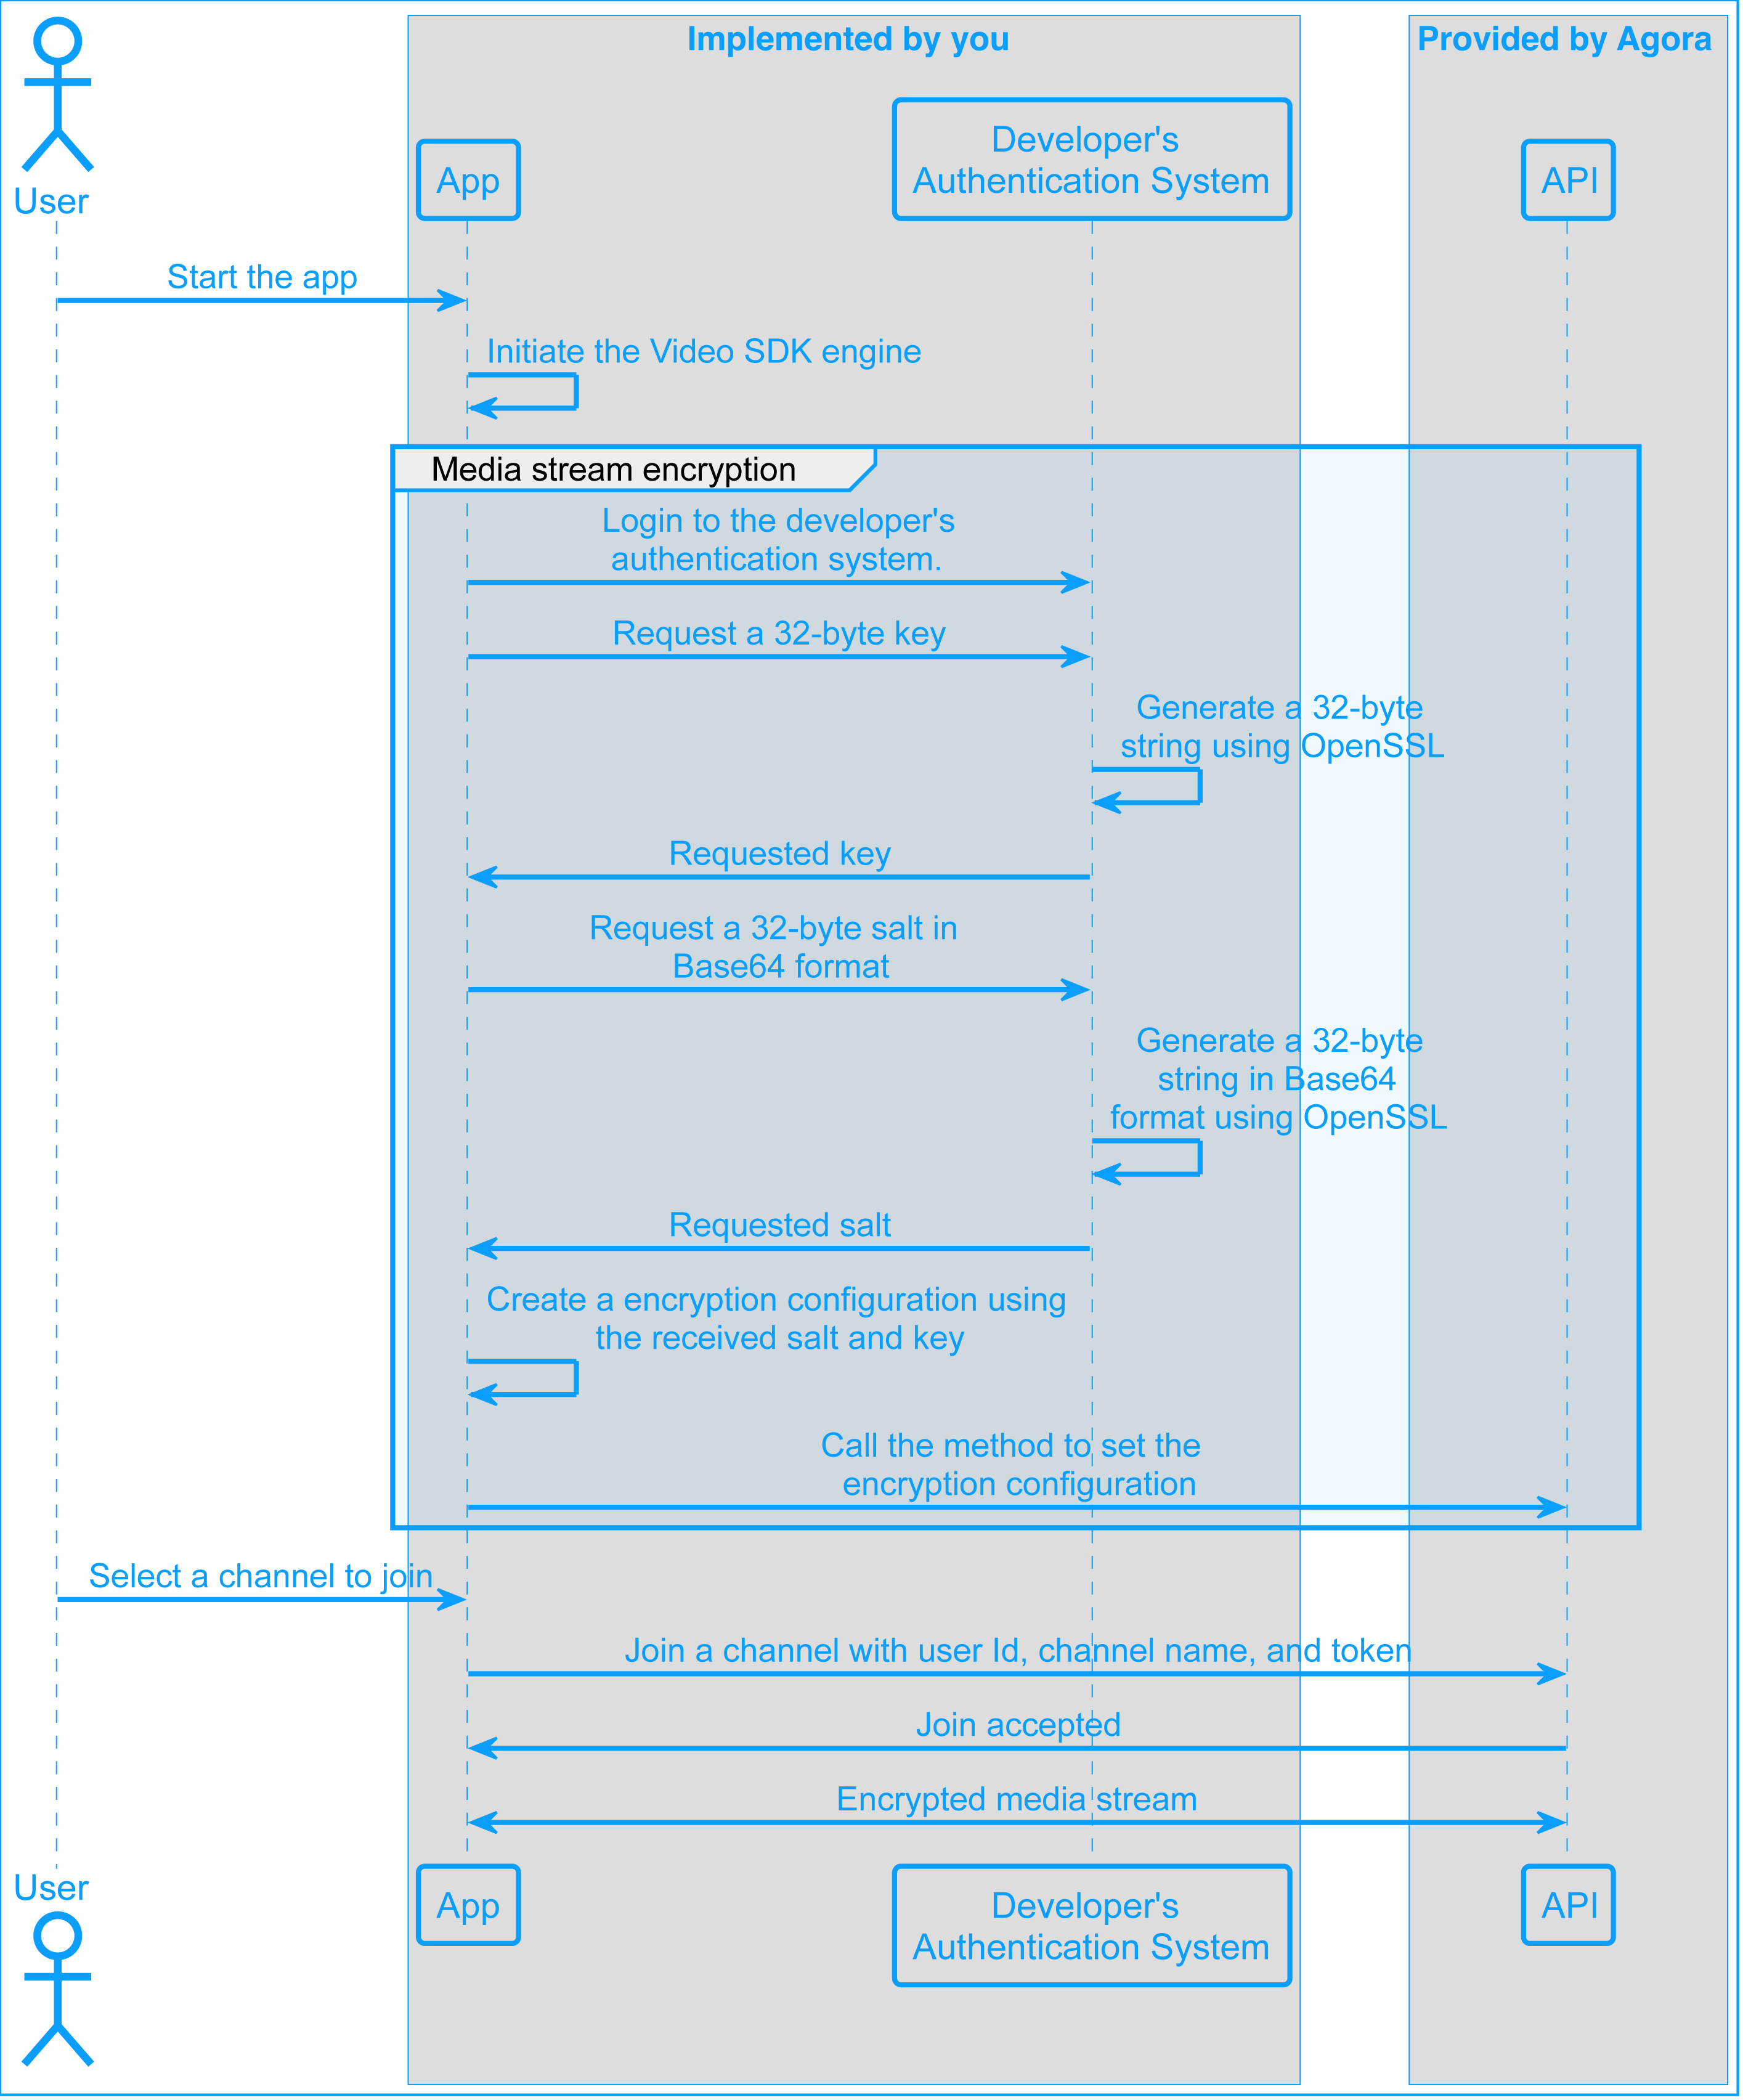 Implemented by you
Provided by Agora
User
App
Developer's
Authentication System
API
Start the app
Initiate the Video SDK engine
Media stream encryption
Login to the developer's
authentication system.
Request a 32-byte key
Generate a 32-byte
string using OpenSSL
Requested key
Request a 32-byte salt in
Base64 format
Generate a 32-byte
string in Base64
format using OpenSSL
Requested salt
Create a encryption configuration using
the received salt and key
Call the method to set the
encryption configuration
Select a channel to join
Join a channel with user Id, channel name, and token
Join accepted
Encrypted media stream
User
App
Developer's
Authentication System
API